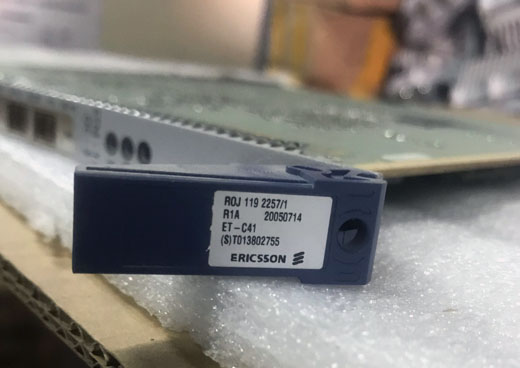 ROJ 119 2257/1
R1A 20050714
ET-C41
(S)T013802755
ERICSSON